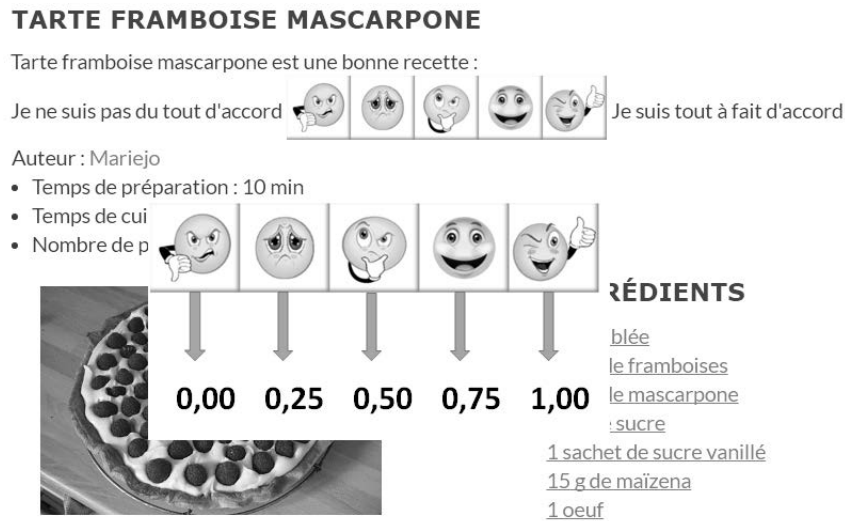 TARTE FRAMBOISE MASCARPONE
Tarte framboise mascarpone est une bonne recette :
Je ne suis pas du tout d'accord Je suis tout à fait d'accord
Auteur : Mariejo
• Temps de préparation : 10 min
• Temps de cui
• Nombre de p
RÉDIENTS
blée
de framboises
de mascarpone
sucre
1 sachet de sucre vanillé
15 g de maïzena
1 oeuf
0,00 0,25 0,50 0,75 1,00